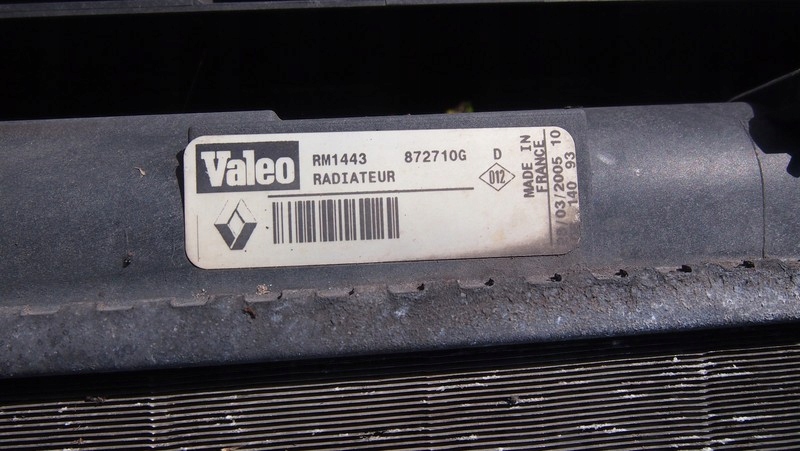 Valeo
RM1443 872710G D
RADIATEUR
012
MADE IN
FRANCE
/03/2005 10
140 93